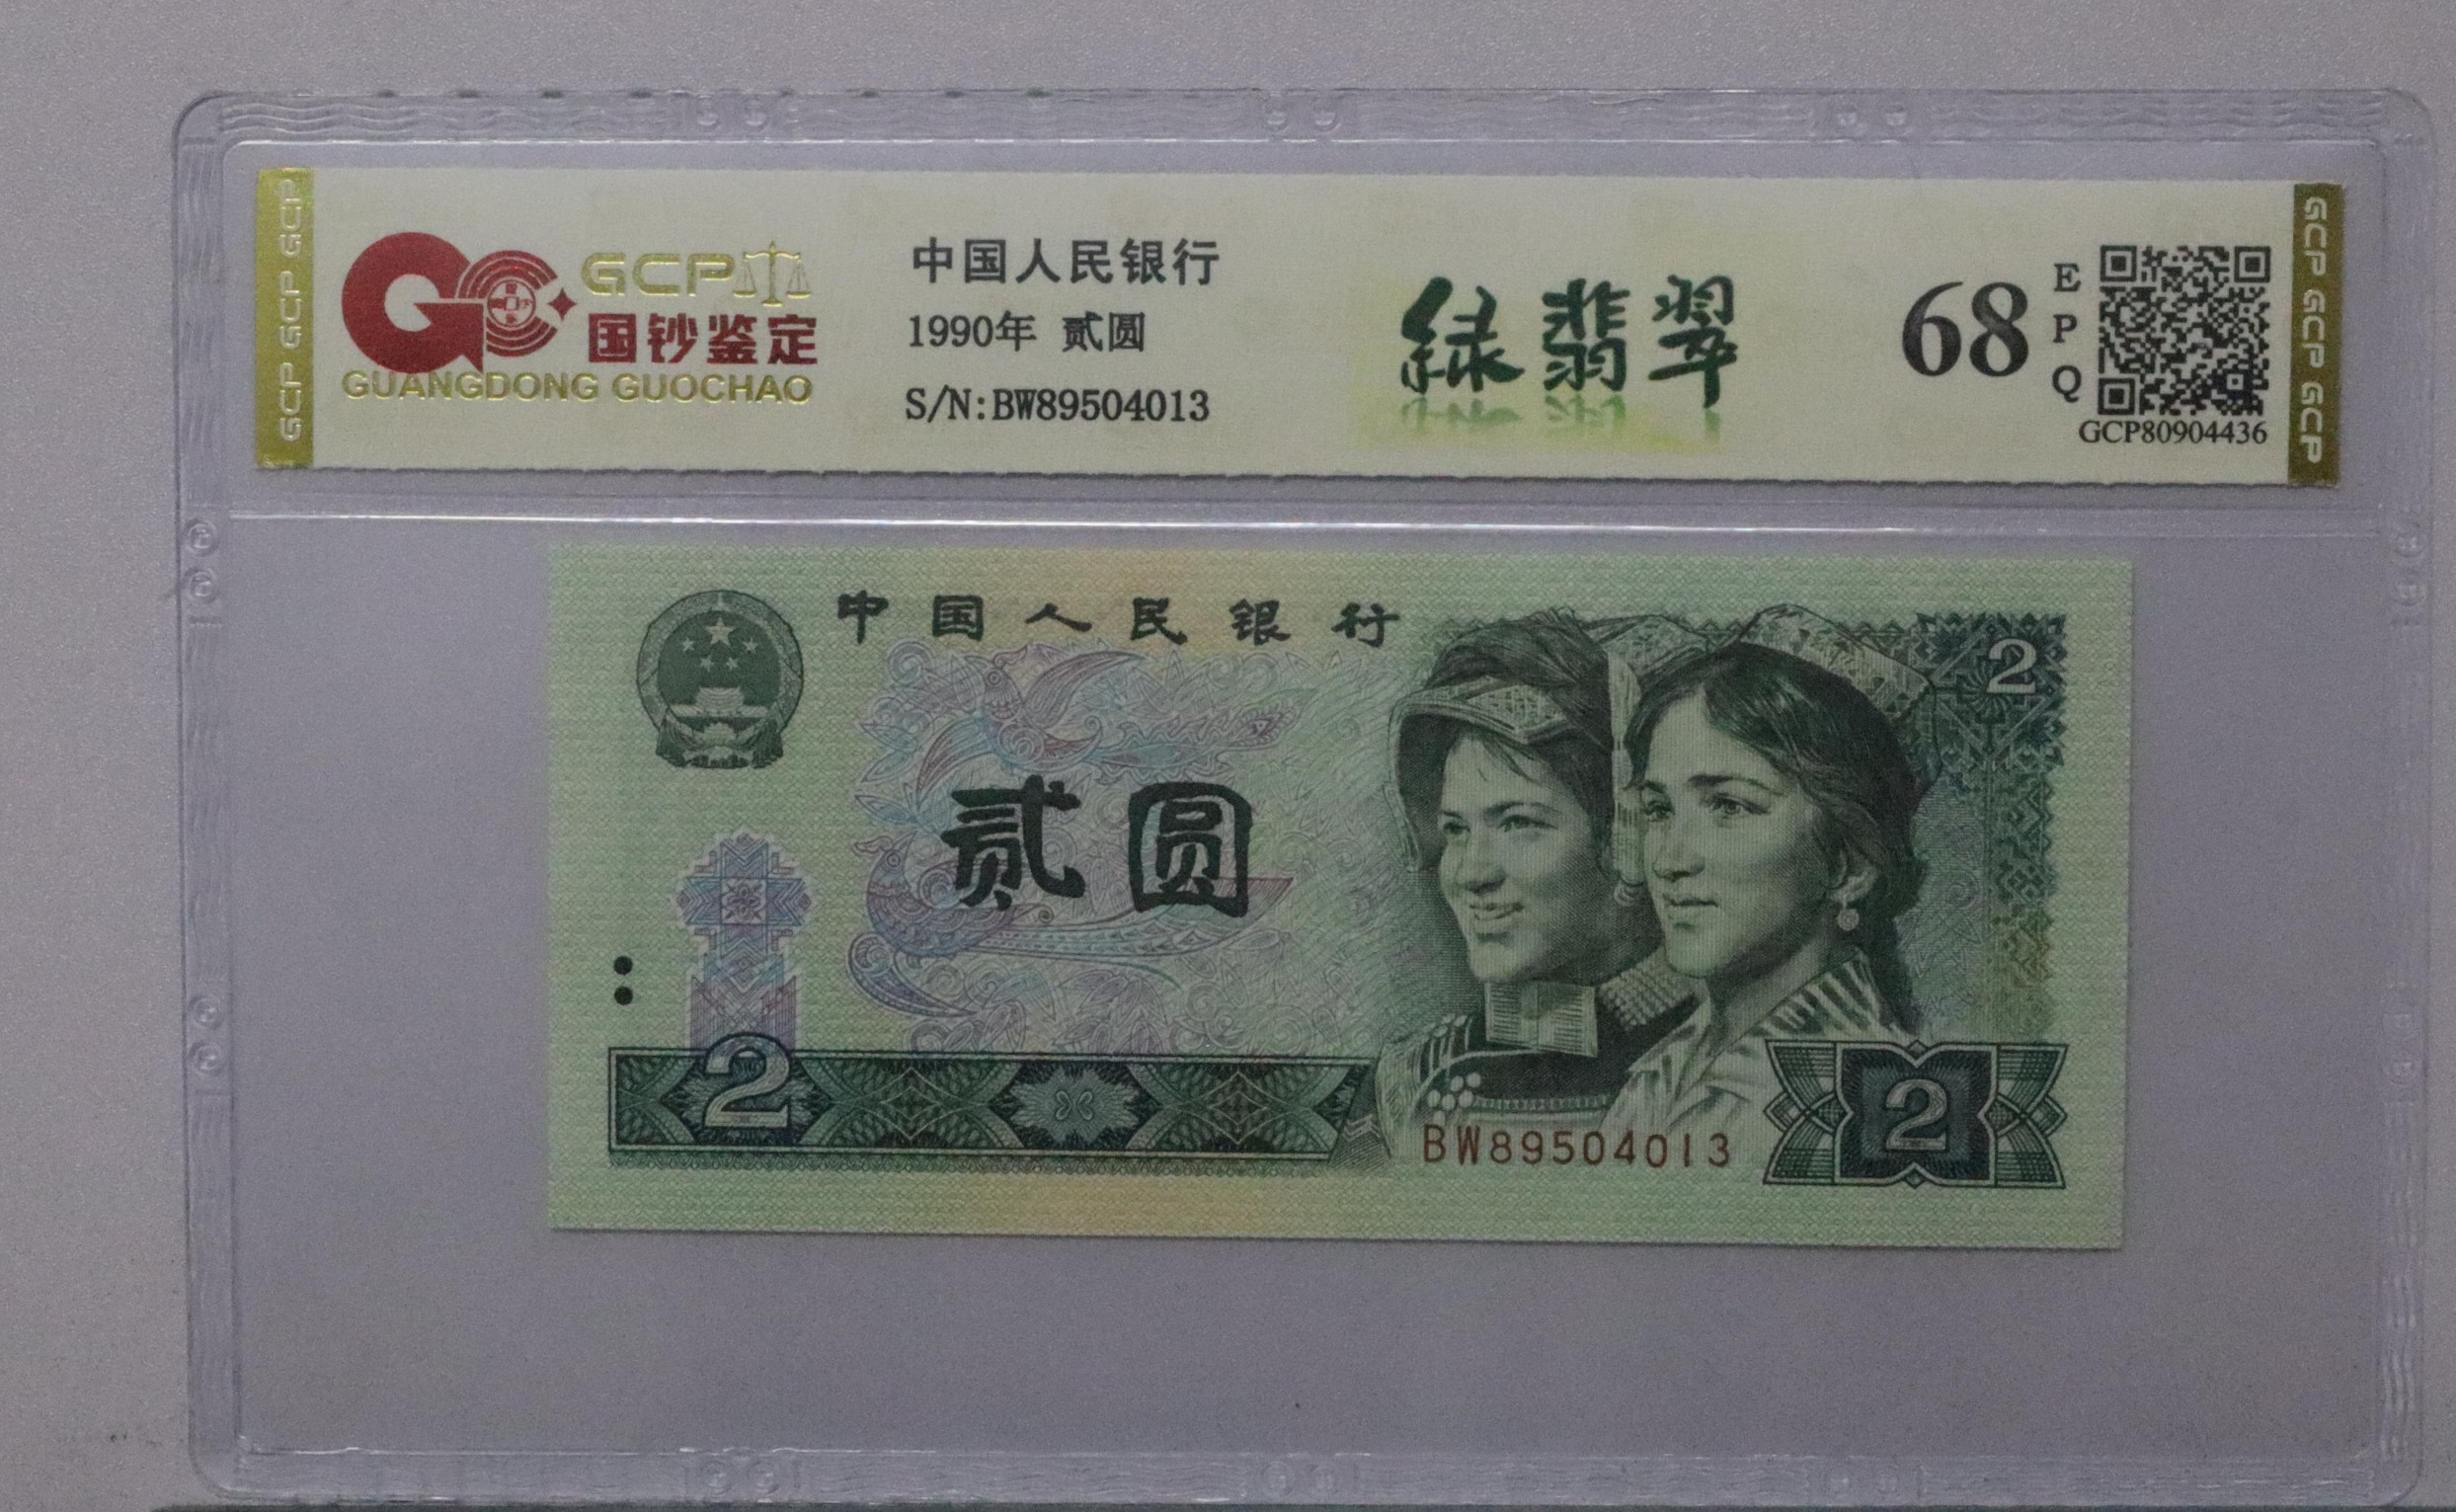 GCP GCP GCP
GCP
国钞鉴定
GUANGDONG GUOCHAO
中国人民银行
1990年 贰圆
S/N:BW89504013
緑翡翠
68
EPQ
GCP80904436
GCP GCP GCP
中国人民银行
2
贰圆
2
BW89504013
2